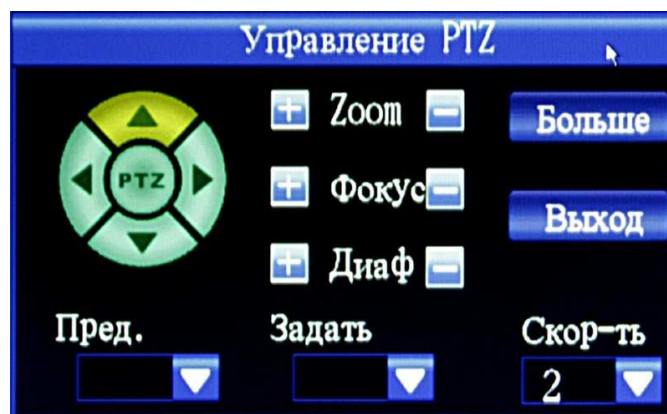 Управление PTZ
Zoom
Больше
PTZ
Фокус
Выход
Диаф
Пред.
Задать
Скор-ть
2